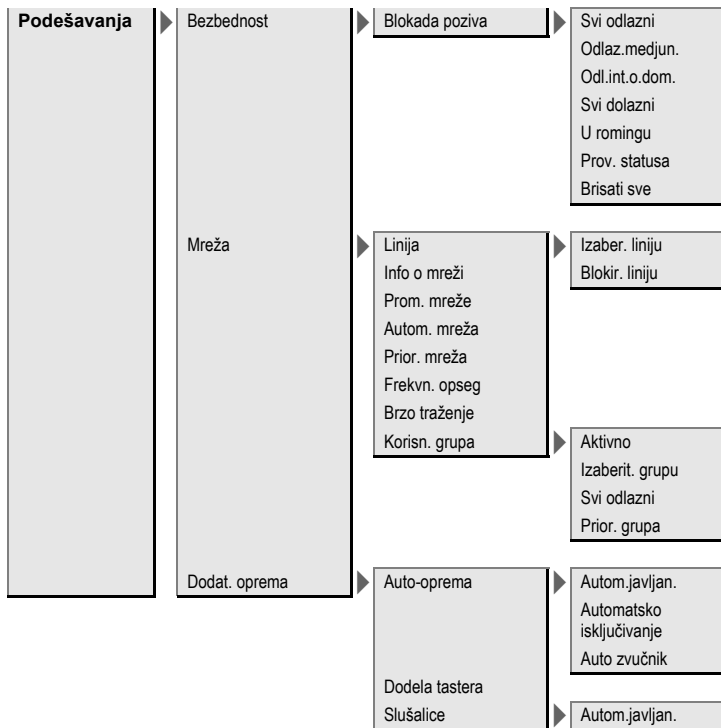 Podešavanja
Bezbednost
Blokada poziva
Svi odlazni
Odlaz.medjun.
Odl.int.o.dom.
Svi dolazni
U romingu
Prov. statusa
Brisati sve
Mreža
Linija
Izaber. liniju
Blokir. liniju
Info o mreži
Prom. mreže
Autom. mreža
Prior. mreža
Frekvn. opseg
Brzo traženje
Korisn. grupa
Aktivno
Izaberit. grupu
Svi odlazni
Prior. grupa
Dodat. oprema
Auto-oprema
Autom.javljan.
Automatsko
isključivanje
Auto zvučnik
Dodela tastera
Slušalice
Autom.javljan.